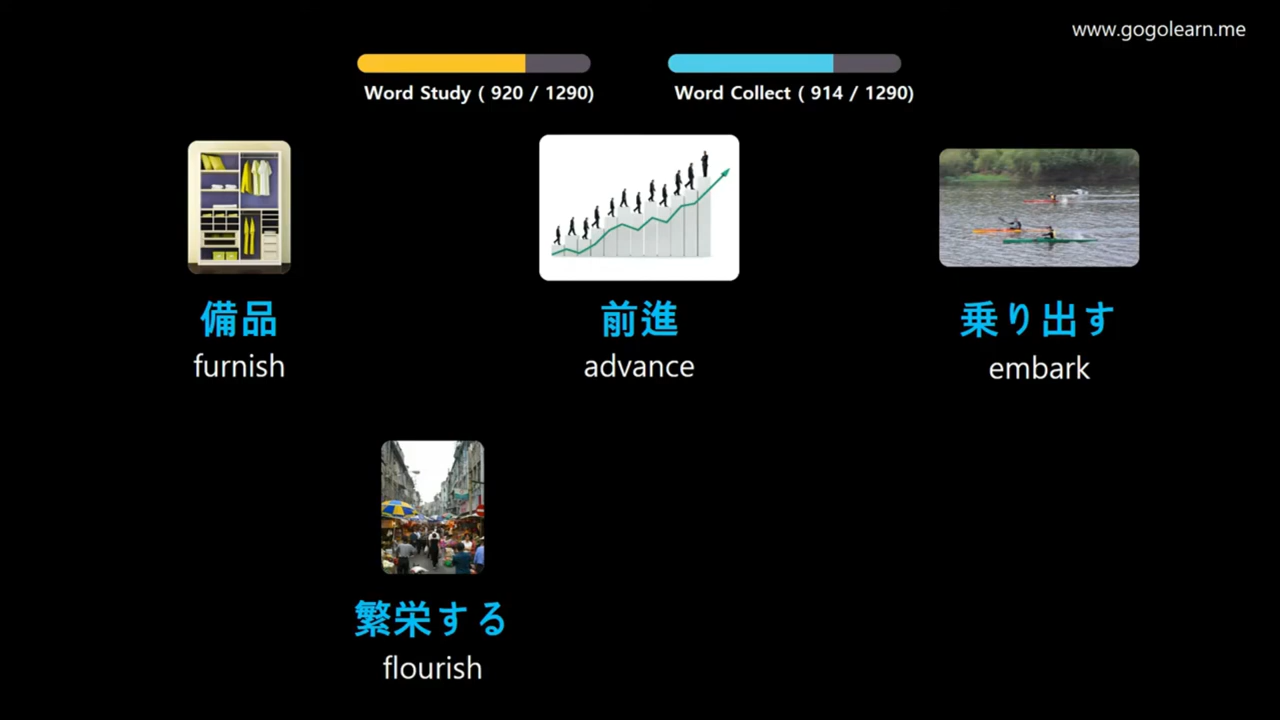 www.gogolearn.me
Word Study ( 920 / 1290)
Word Collect ( 914 / 1290)
備品
furnish
前進
advance
乗り出す
embark
繁栄する
flourish